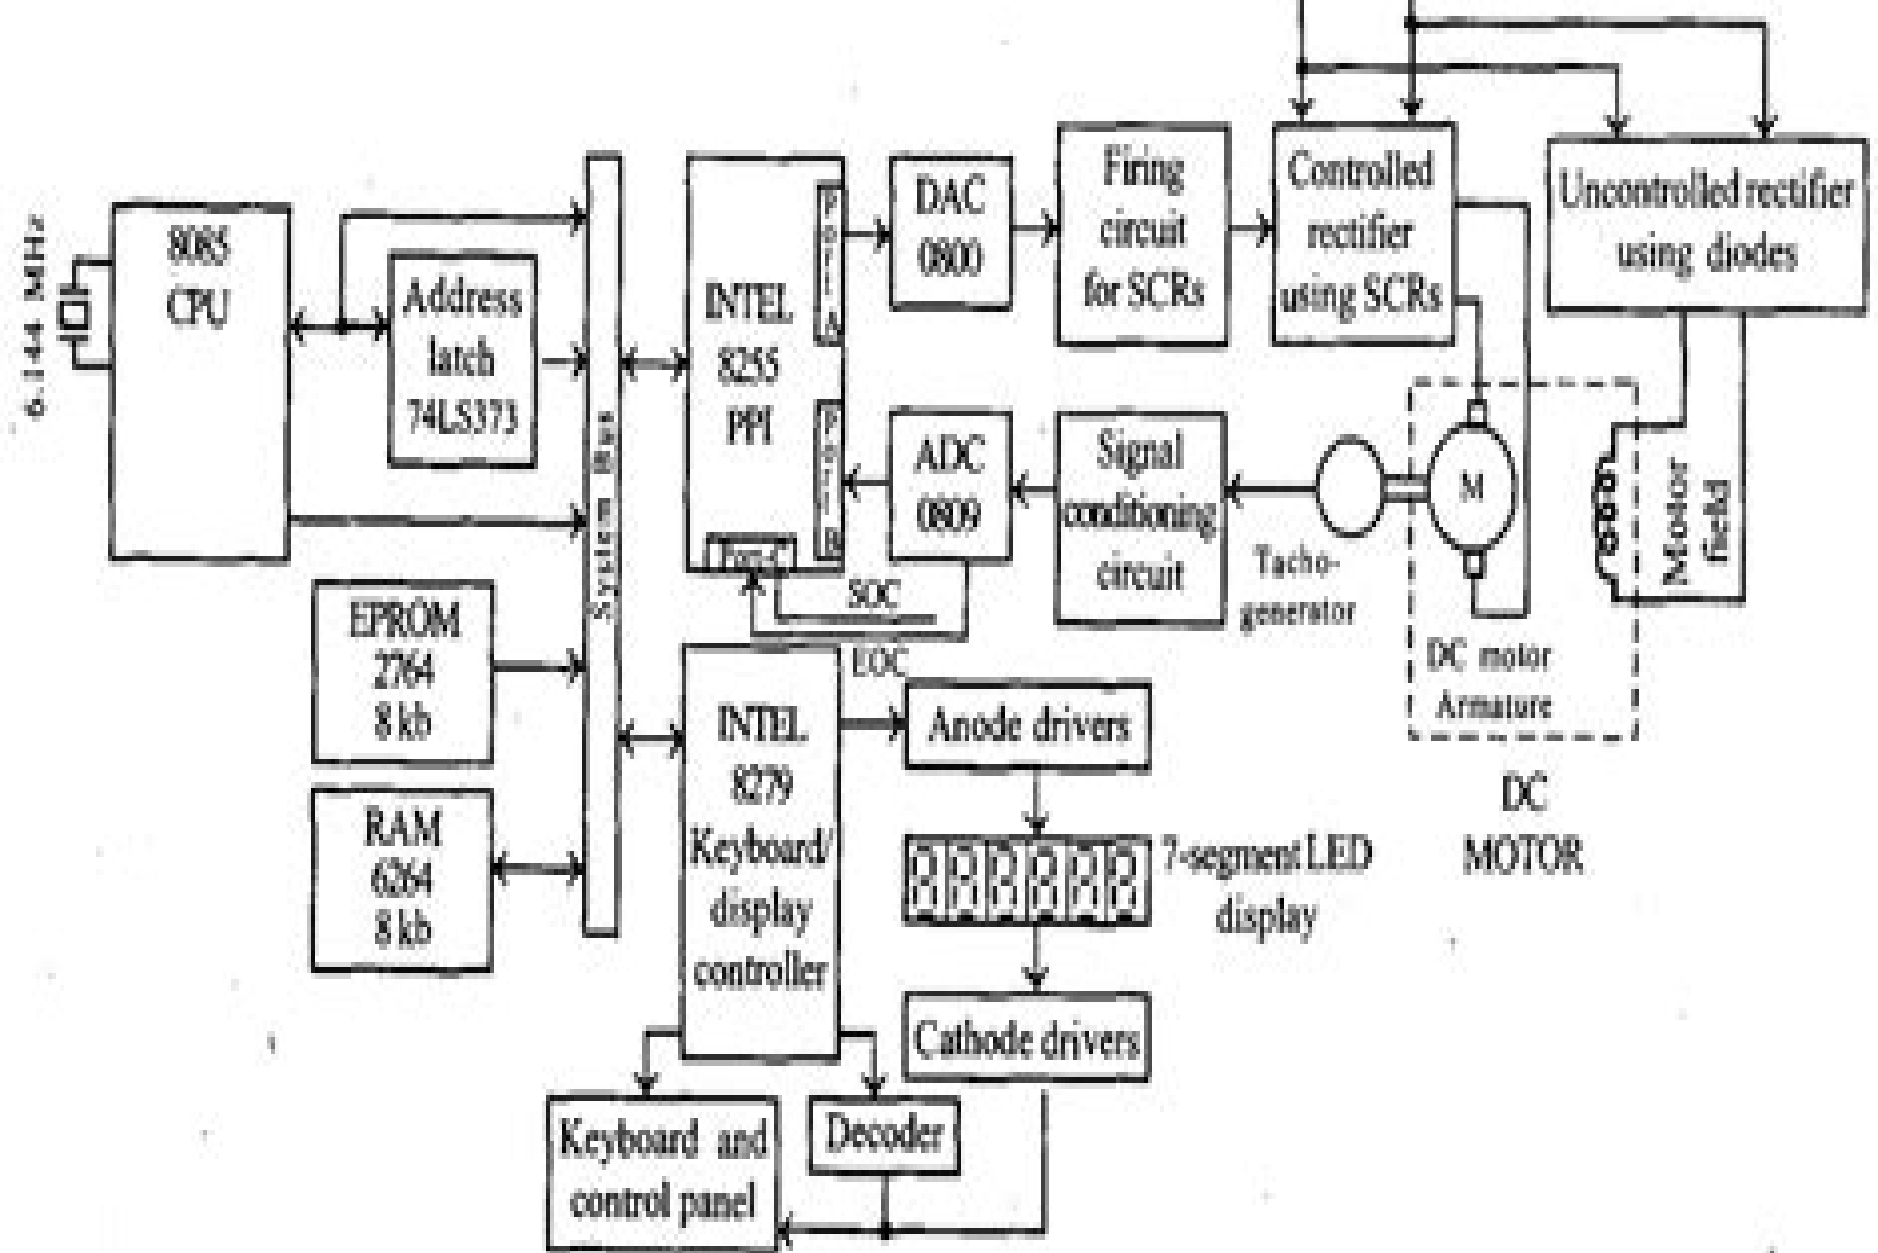 6.144 MHz
8085
CPU
Address
latch
74LS373
System Bus
EPROM
2764
8 kb
RAM
6264
8 kb
INTEL
8255
PPI
Port-A
Port-B
Port-C
DAC
0800
Firing
circuit
for SCRs
Controlled
rectifier
using SCRs
Uncontrolled rectifier
using diodes
ADC
0809
Signal
conditioning
circuit
SOC
EOC
Tacho-
generator
M
Motor
field
DC motor
Armature
DC
MOTOR
INTEL
8279
Keyboard/
display
controller
Anode drivers
7-segment LED
display
Cathode drivers
Decoder
Keyboard and
control panel